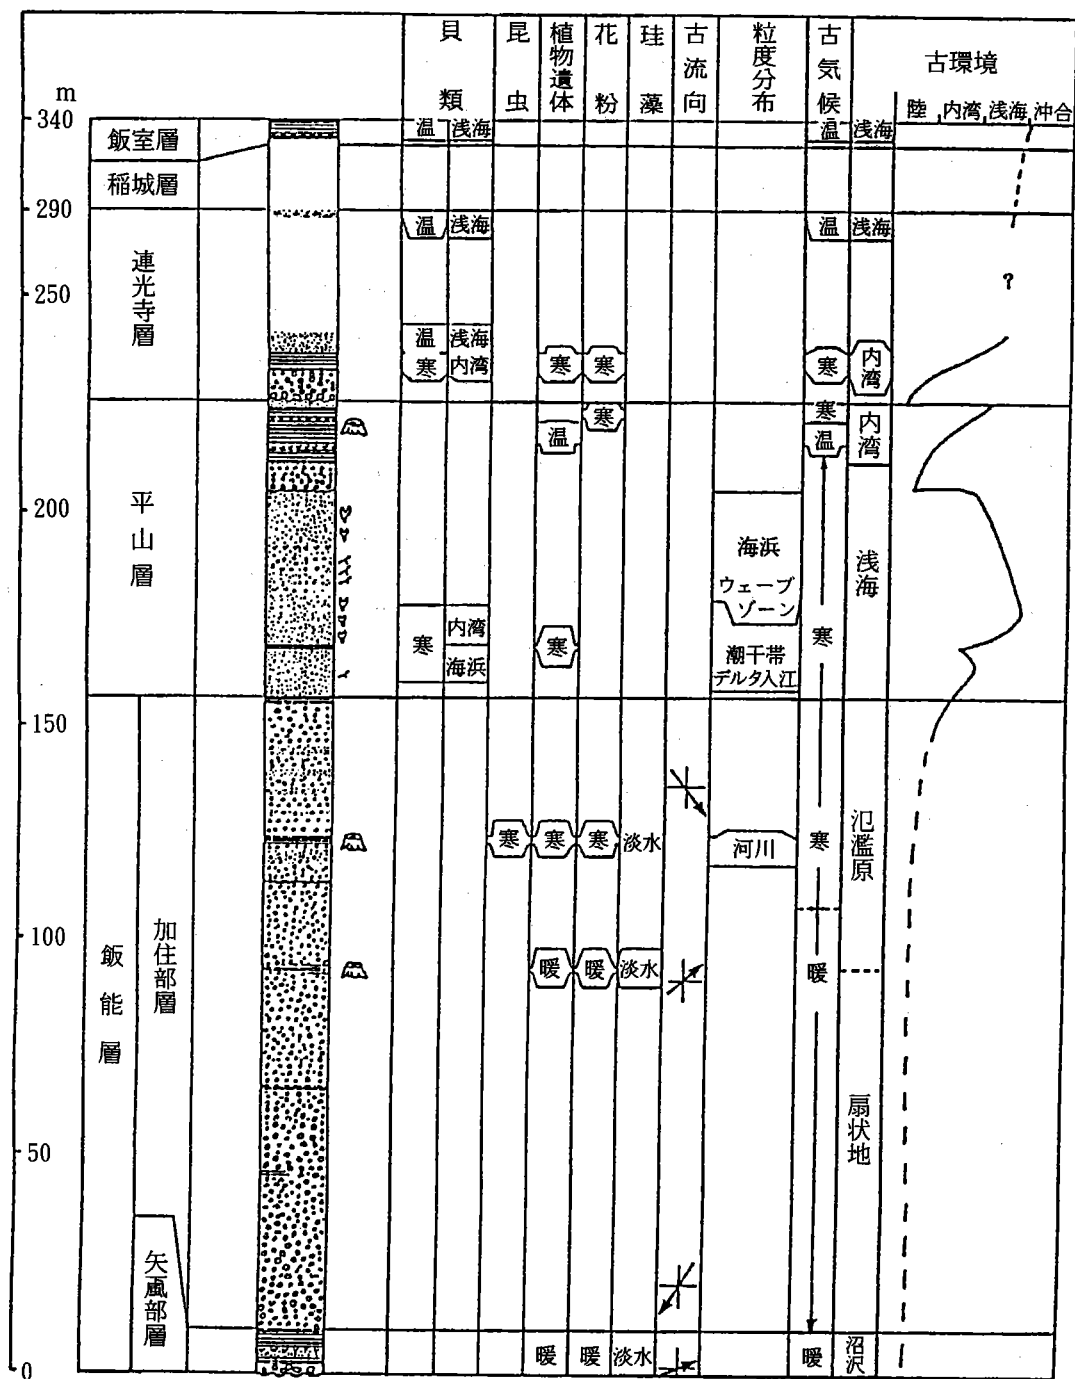 貝類
昆虫
植物遺体
花粉
珪藻
古流向
粒度分布
古気候
古環境
陸 内湾 浅海 沖合
m
340
290
250
200
150
100
50
0
飯室層
稲城層
連光寺層
平山層
飯能層
加住部層
矢颪部層
温 浅海
温 浅海
温 浅海
寒 内湾
寒 内湾
海浜
寒
寒
温
寒
寒
暖
暖
寒
寒
寒
暖
暖
淡水
淡水
淡水
海浜
ウェーブ
ゾーン
潮干帯
デルタ入江
河川
温 浅海
温 浅海
寒 内湾
寒
温
内湾
寒
浅海
寒
氾濫原
暖
扇状地
暖
沼沢
?